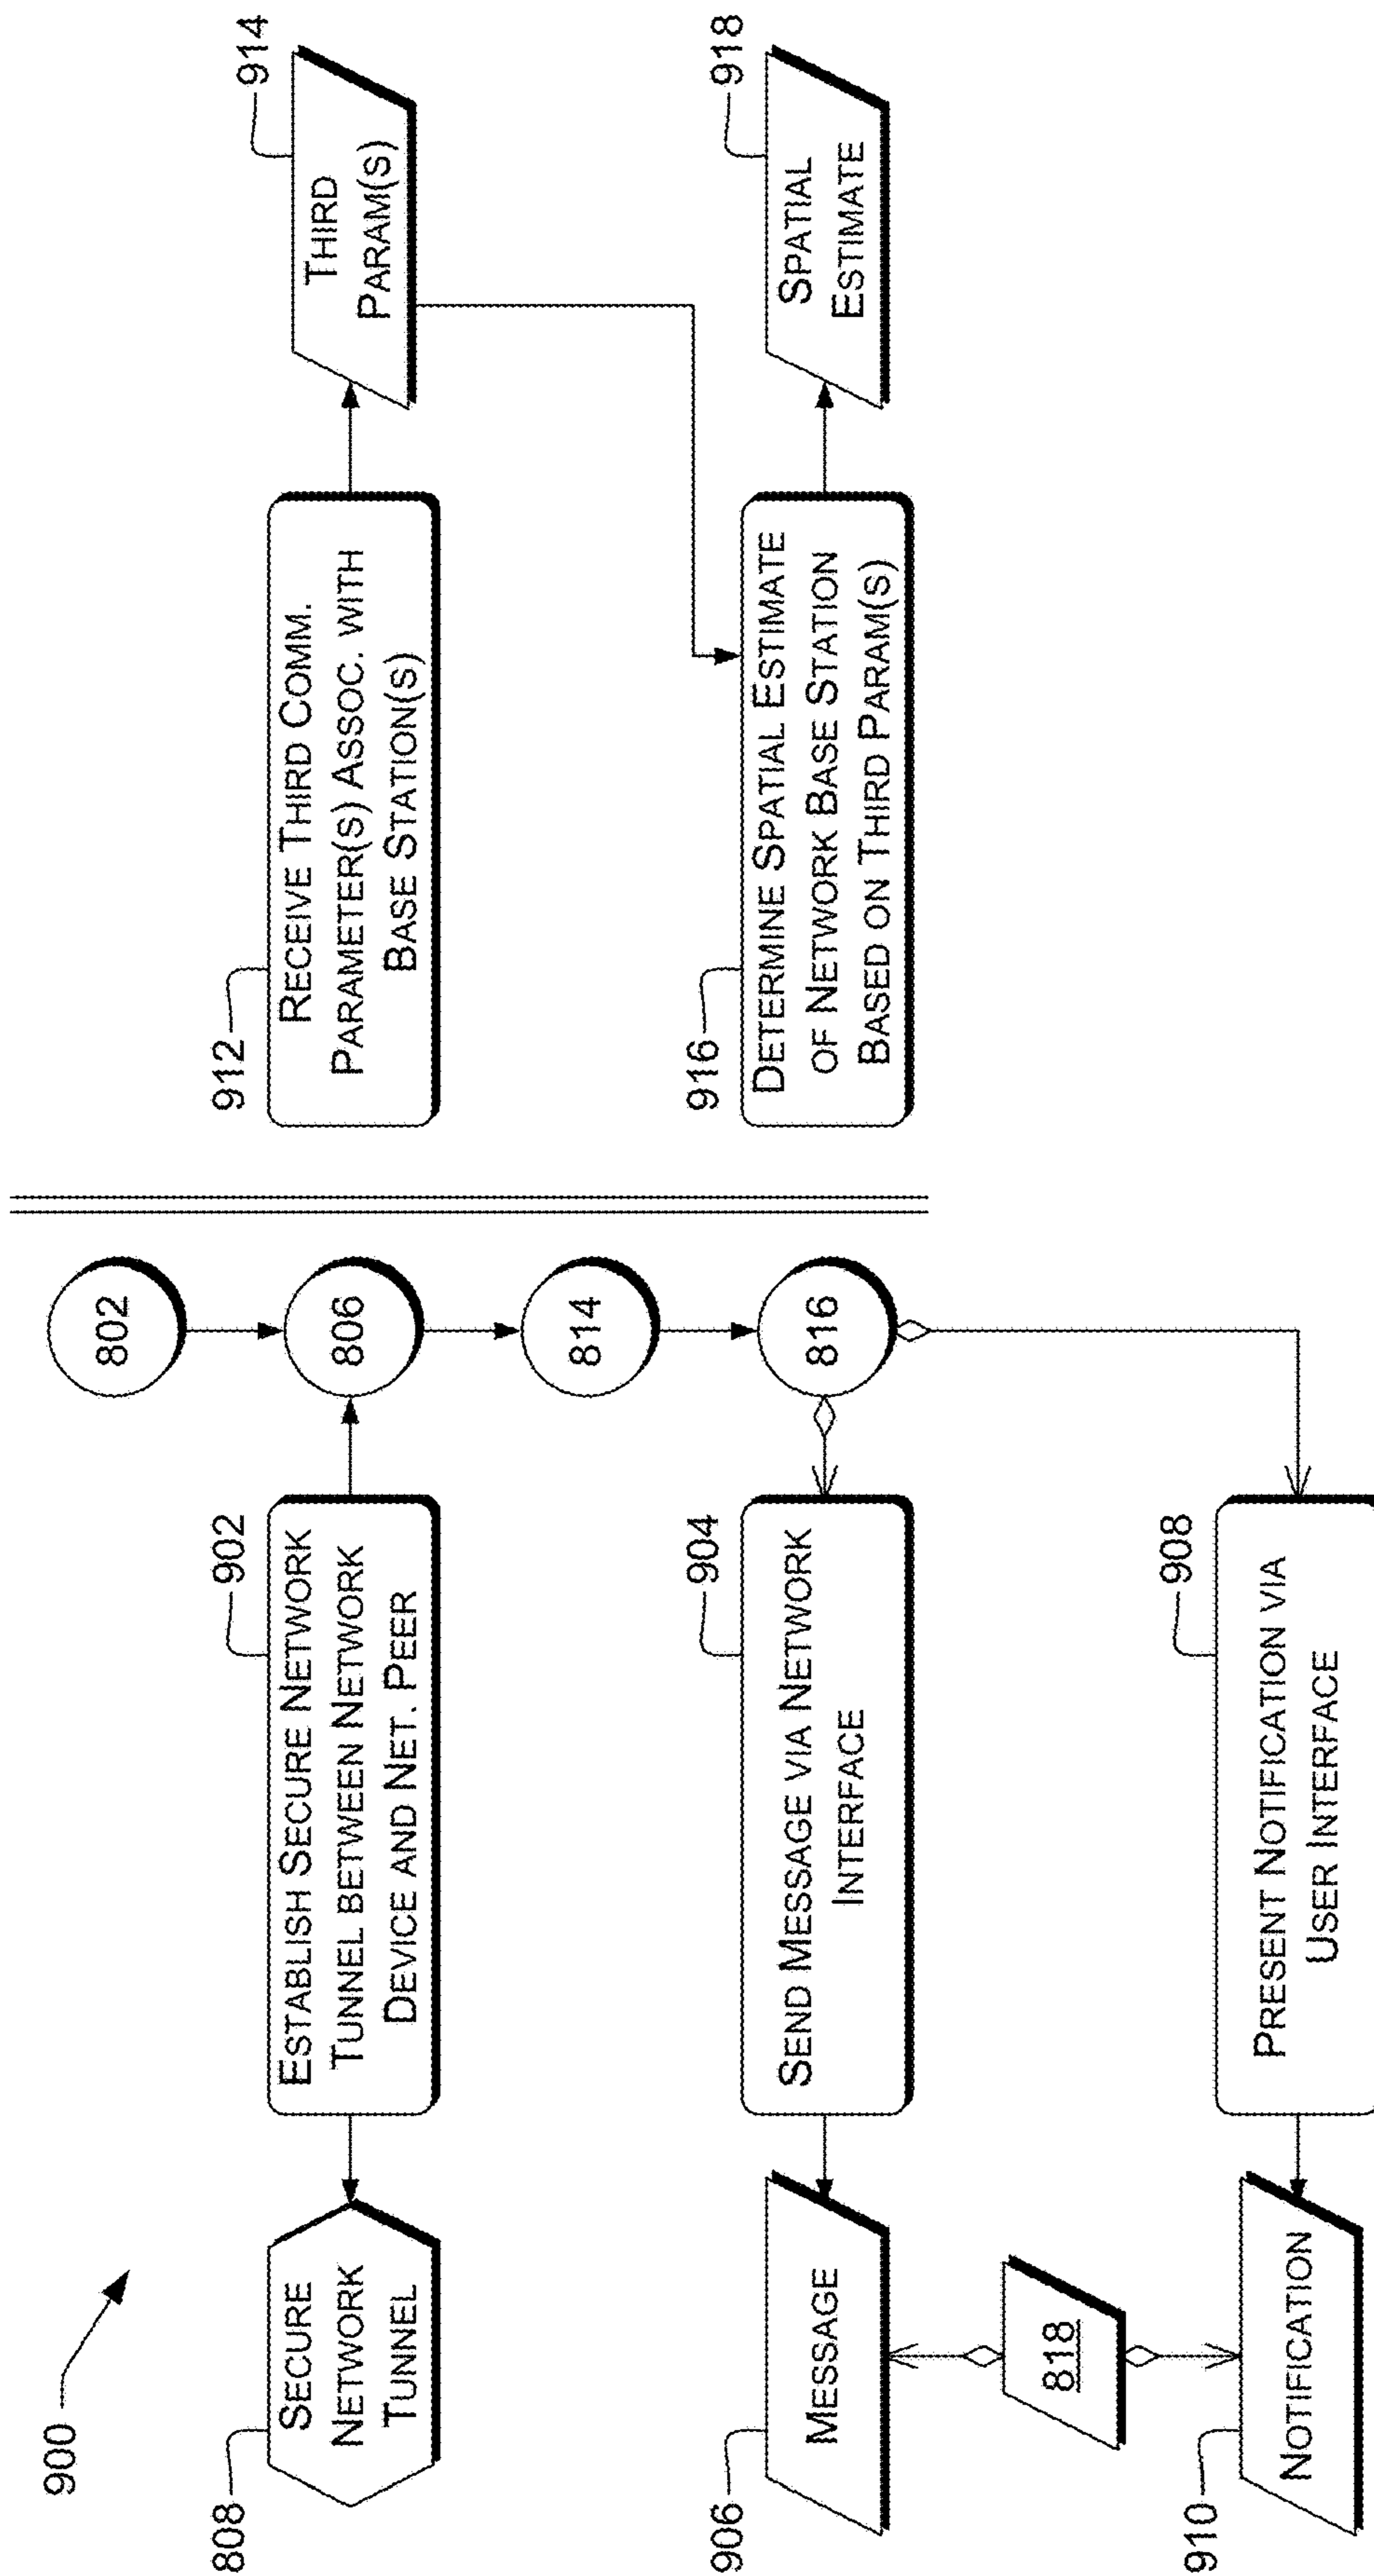 900
808
SECURE
NETWORK
TUNNEL
902
ESTABLISH SECURE NETWORK
TUNNEL BETWEEN NETWORK
DEVICE AND NET. PEER
802
806
814
816
906
MESSAGE
904
SEND MESSAGE VIA NETWORK
INTERFACE
818
910
NOTIFICATION
908
PRESENT NOTIFICATION VIA
USER INTERFACE
912
RECEIVE THIRD COMM.
PARAMETER(S) ASSOC. WITH
BASE STATION(S)
914
THIRD
PARAM(S)
916
DETERMINE SPATIAL ESTIMATE
OF NETWORK BASE STATION
BASED ON THIRD PARAM(S)
918
SPATIAL
ESTIMATE